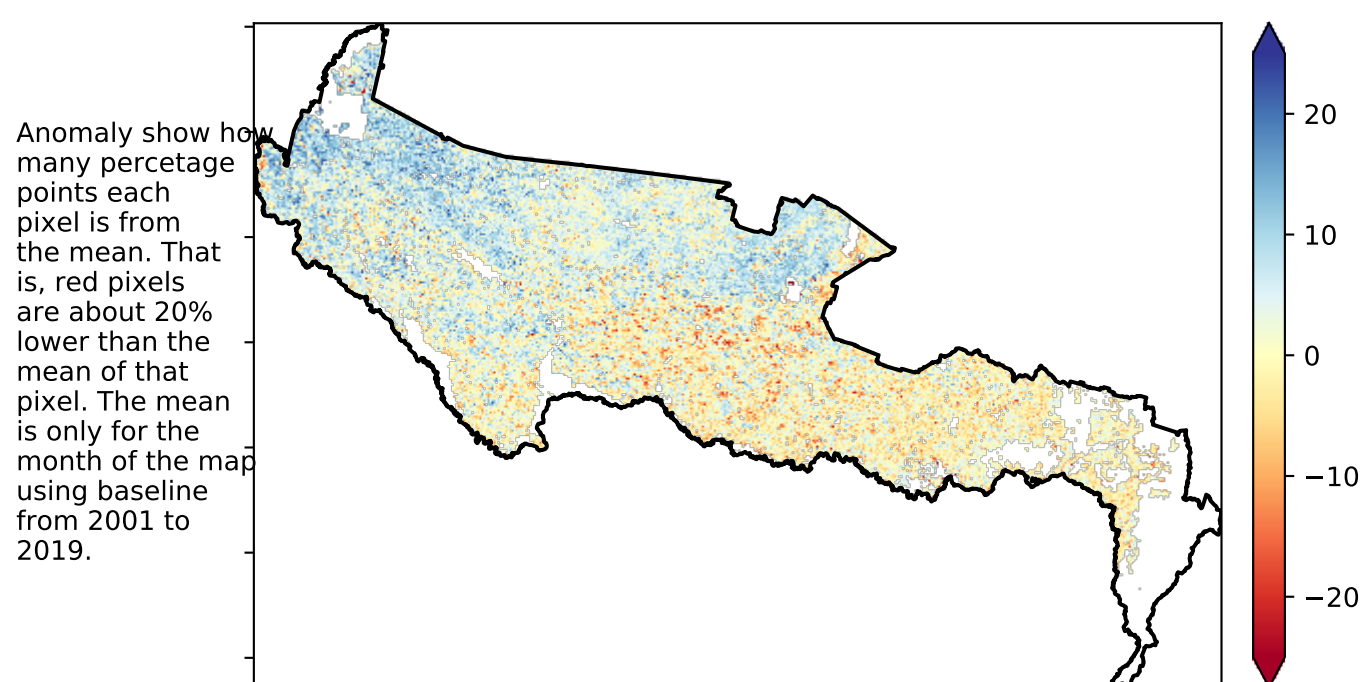 Anomaly show how
many percetage
points each
pixel is from
the mean. That
is, red pixels
are about 20%
lower than the
mean of that
pixel. The mean
is only for the
month of the map
using baseline
from 2001 to
2019.
20
10
0
−10
−20